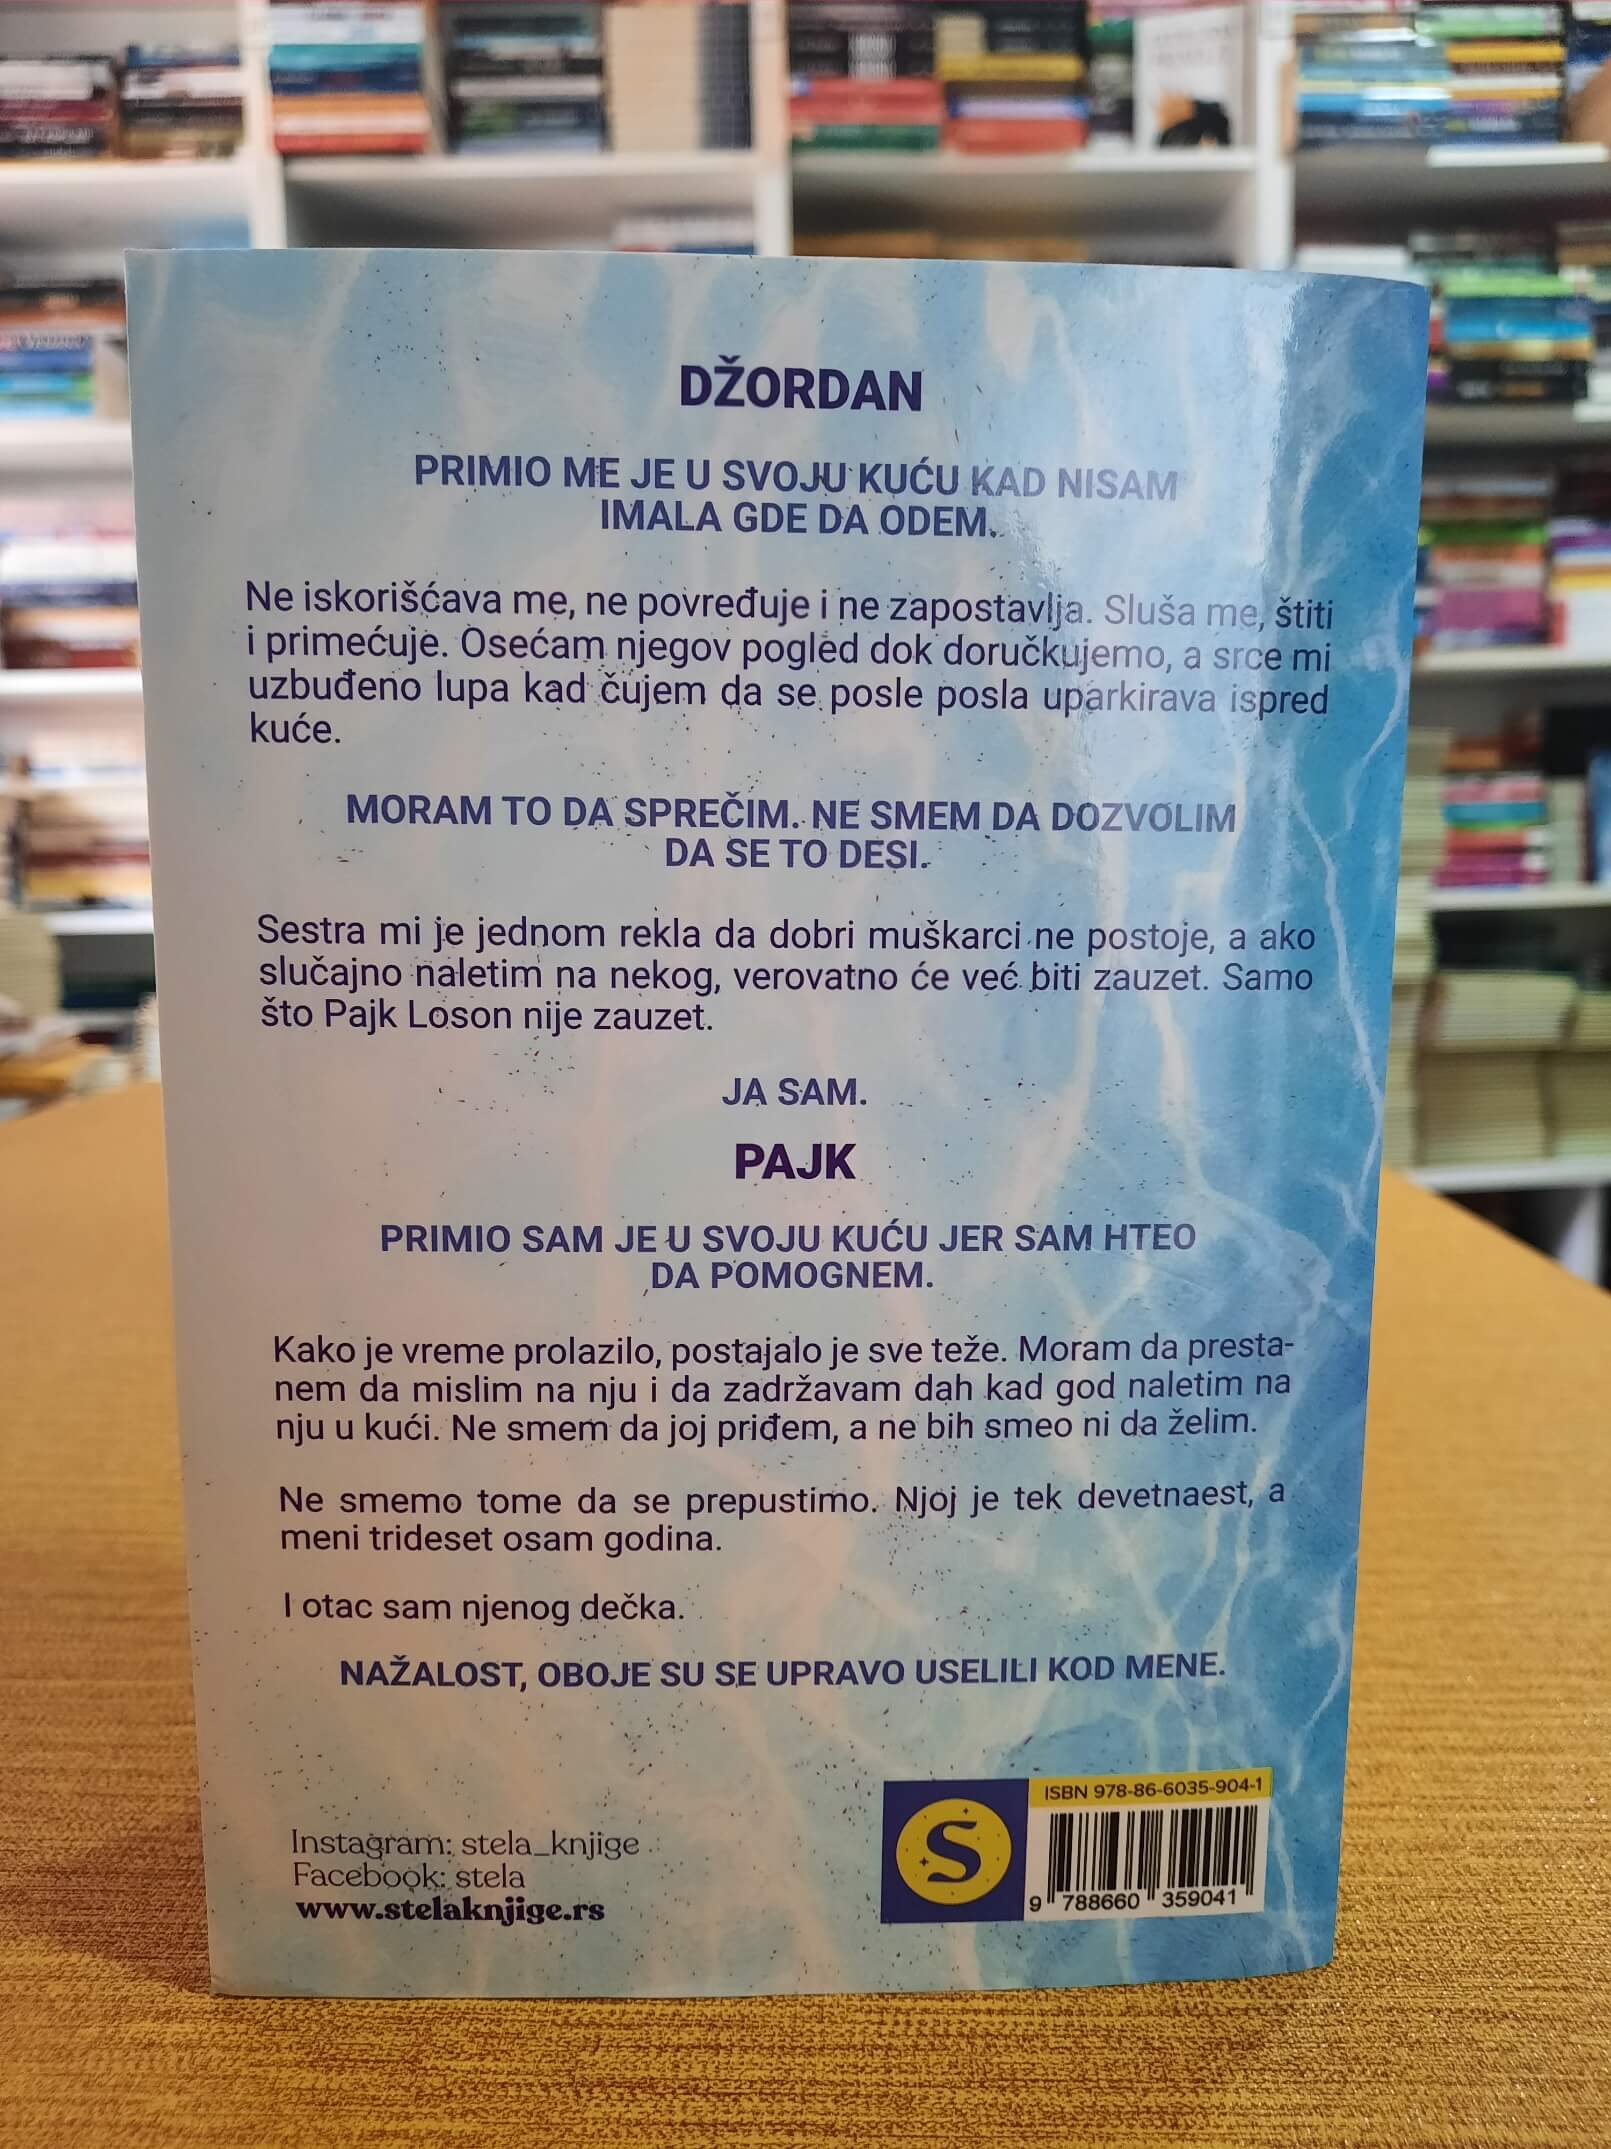 DŽORDAN
PRIMIO ME JE U SVOJU KUĆU KAD NISAM
IMALA GDE DA ODEM.
Ne iskorišćava me, ne povređuje i ne zapostavlja. Sluša me, štiti
i primećuje. Osećam njegov pogled dok doručkujemo, a srce mi
uzbuđeno lupa kad čujem da se posle posla uparkirava ispred
kuće.
MORAM TO DA SPREČIM. NE SMEM DA DOZVOLIM
DA SE TO DESI.
Sestra mi je jednom rekla da dobri muškarci ne postoje, a ako
slučajno naletim na nekog, verovatno će već biti zauzet. Samo
što Pajk Loson nije zauzet.
JA SAM.
PAJK
PRIMIO SAM JE U SVOJU KUĆU JER SAM HTEO
DA POMOGNEM.
Kako je vreme prolazilo, postajalo je sve teže. Moram da presta-
nem da mislim na nju i da zadržavam dah kad god naletim na
nju u kući. Ne smem da joj priđem, a ne bih smeo ni da želim.
Ne smemo tome da se prepustimo. Njoj je tek devetnaest, a
meni trideset osam godina.
I otac sam njenog dečka.
NAŽALOST, OBOJE SU SE UPRAVO USELILI KOD MENE.
Instagram: stela_knjige
Facebook: stela
www.stelaknjige.rs
S
ISBN 978-86-6035-904-1
9 788660 359041